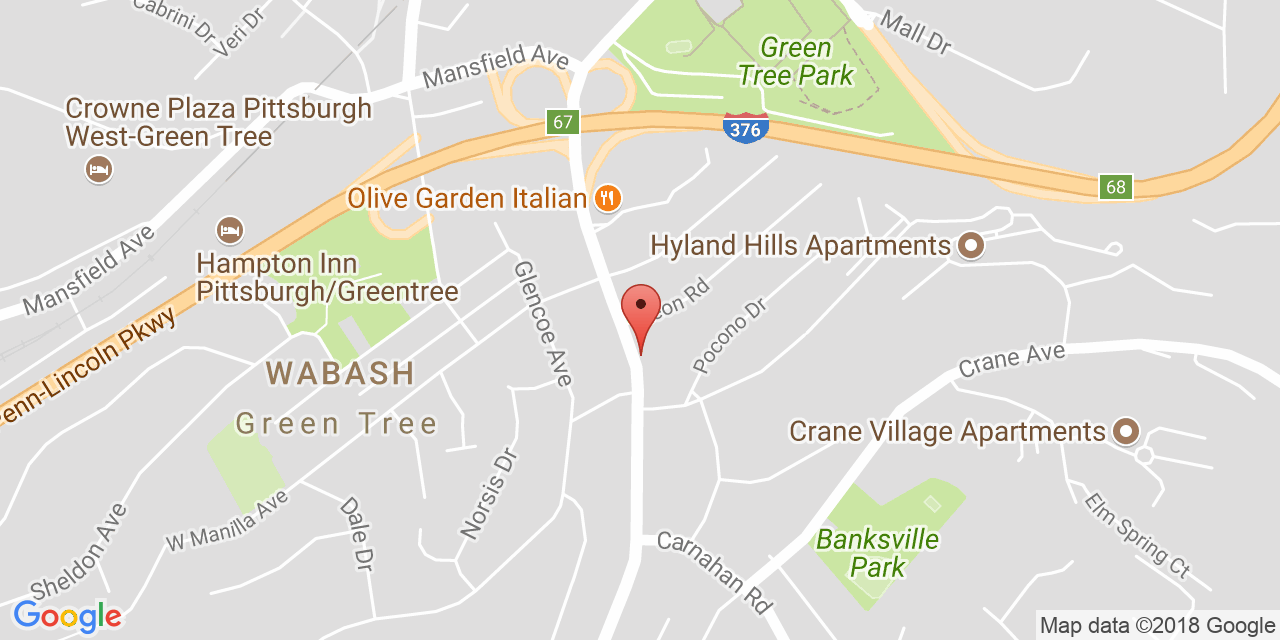 Cabrini Dr
Veri Dr
Mall Dr
Green
Tree Park
Mansfield Ave
Crowne Plaza Pittsburgh
West-Green Tree
67
376
68
Olive Garden Italian
Mansfield Ave
Hampton Inn
Pittsburgh/Greentree
Hyland Hills Apartments
Glencoe Ave
Pocono Dr
Penn-Lincoln Pkwy
Crane Ave
WABASH
Green Tree
Crane Village Apartments
Norsis Dr
W Manilla Ave
Dale Dr
Sheldon Ave
Banksville
Park
Elm Spring Ct
Carnahan Rd
Google
Map data ©2018 Google